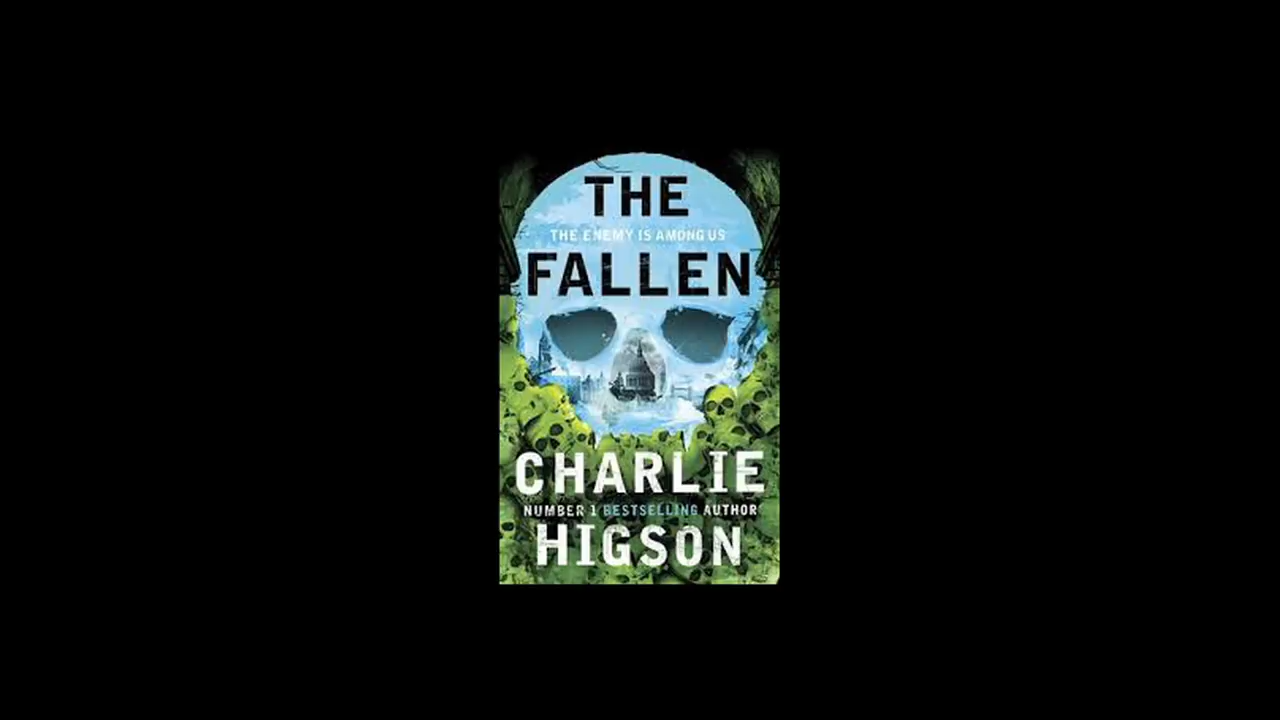 THE
THE ENEMY IS AMONG US
FALLEN
CHARLIE
NUMBER 1 BESTSELLING AUTHOR
HIGSON